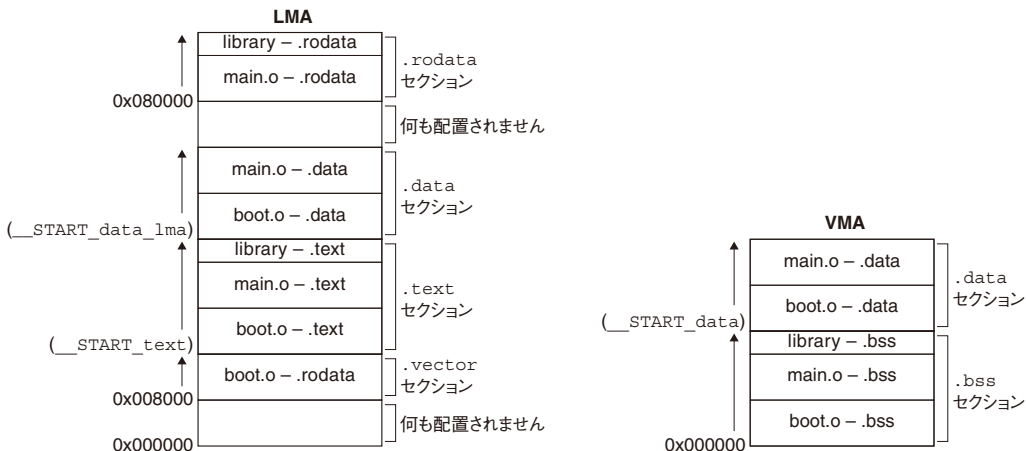 LMA
library – .rodata
main.o – .rodata
.rodata
セクション
0x080000
何も配置されません
main.o – .data
boot.o – .data
.data
セクション
(__START_data_lma)
library – .text
main.o – .text
boot.o – .text
.text
セクション
(__START_text)
boot.o – .rodata
.vector
セクション
0x008000
何も配置されません
0x000000
VMA
main.o – .data
boot.o – .data
.data
セクション
(__START_data)
library – .bss
main.o – .bss
boot.o – .bss
.bss
セクション
0x000000